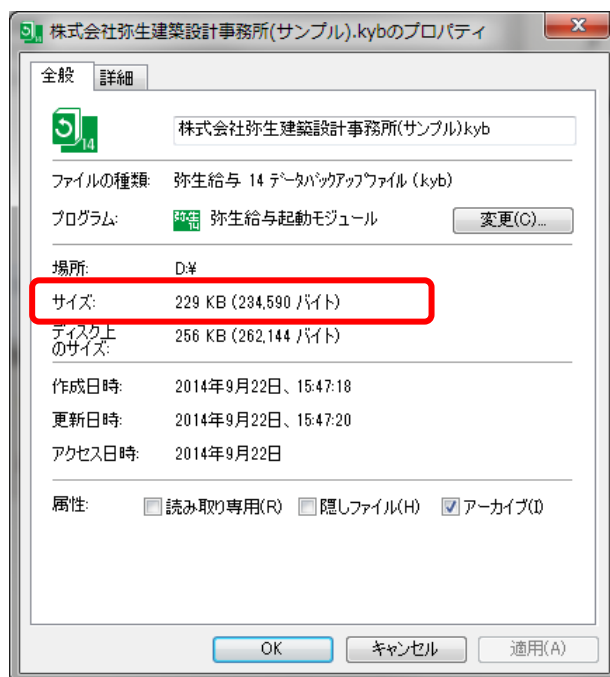 株式会社弥生建築設計事務所(サンプル).kybのプロパティ
全般 詳細
14
株式会社弥生建築設計事務所(サンプル)kyb
ファイルの種類: 弥生給与 14 データバックアップファイル (.kyb)
プログラム: 弥生給与起動モジュール 変更(C)...
場所: D:¥
サイズ: 229 KB (234,590 バイト)
ディスク上
のサイズ: 256 KB (262,144 バイト)
作成日時: 2014年9月22日、15:47:18
更新日時: 2014年9月22日、15:47:20
アクセス日時: 2014年9月22日
属性: 読み取り専用(R) 隠しファイル(H) アーカイブ(I)
OK キャンセル 適用(A)